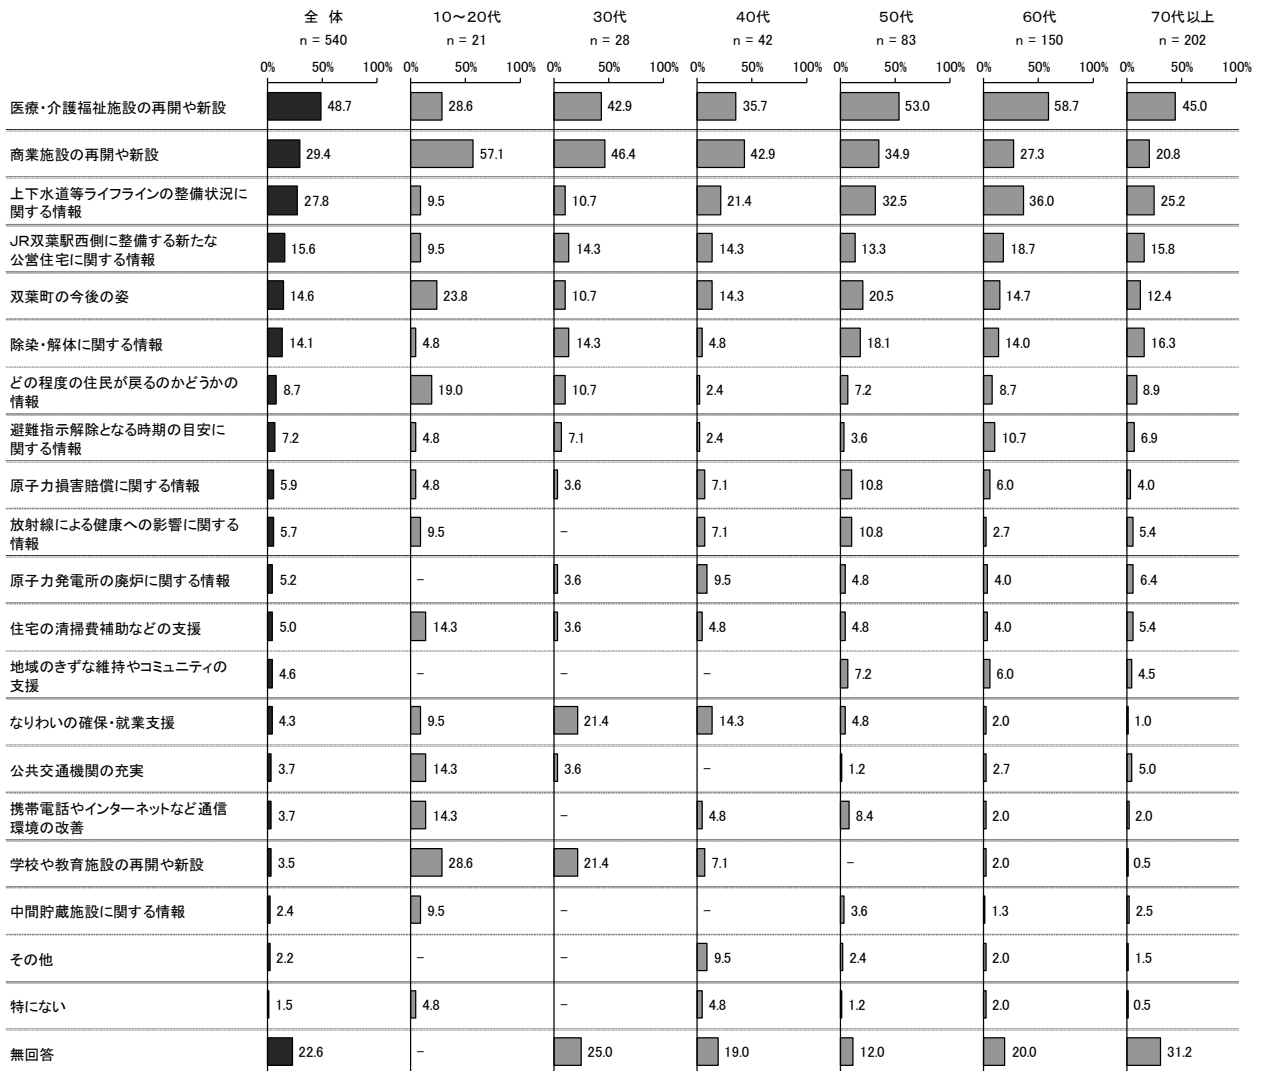 全 体 10～20代 30代 40代 50代 60代 70代以上
n = 540 n = 21 n = 28 n = 42 n = 83 n = 150 n = 202
0% 50% 100% 0% 50% 100% 0% 50% 100% 0% 50% 100% 0% 50% 100% 0% 50% 100% 0% 50% 100%
医療・介護福祉施設の再開や新設 48.7 28.6 42.9 35.7 53.0 58.7 45.0
商業施設の再開や新設 29.4 57.1 46.4 42.9 34.9 27.3 20.8
上下水道等ライフラインの整備状況に
関する情報 27.8 9.5 10.7 21.4 32.5 36.0 25.2
JR双葉駅西側に整備する新たな
公営住宅に関する情報 15.6 9.5 14.3 14.3 13.3 18.7 15.8
双葉町の今後の姿 14.6 23.8 10.7 14.3 20.5 14.7 12.4
除染・解体に関する情報 14.1 4.8 14.3 4.8 18.1 14.0 16.3
どの程度の住民が戻るのかどうかの
情報 8.7 19.0 10.7 2.4 7.2 8.7 8.9
避難指示解除となる時期の目安に
関する情報 7.2 4.8 7.1 2.4 3.6 10.7 6.9
原子力損害賠償に関する情報 5.9 4.8 3.6 7.1 10.8 6.0 4.0
放射線による健康への影響に関する
情報 5.7 9.5 － 7.1 10.8 2.7 5.4
原子力発電所の廃炉に関する情報 5.2 － 3.6 9.5 4.8 4.0 6.4
住宅の清掃費補助などの支援 5.0 14.3 3.6 4.8 4.8 4.0 5.4
地域のきずな維持やコミュニティの
支援 4.6 － － － 7.2 6.0 4.5
なりわいの確保・就業支援 4.3 9.5 21.4 14.3 4.8 2.0 1.0
公共交通機関の充実 3.7 14.3 3.6 － 1.2 2.7 5.0
携帯電話やインターネットなど通信
環境の改善 3.7 14.3 － 4.8 8.4 2.0 2.0
学校や教育施設の再開や新設 3.5 28.6 21.4 7.1 － 2.0 0.5
中間貯蔵施設に関する情報 2.4 9.5 － － 3.6 1.3 2.5
その他 2.2 － － 9.5 2.4 2.0 1.5
特にない 1.5 4.8 － 4.8 1.2 2.0 0.5
無回答 22.6 － 25.0 19.0 12.0 20.0 31.2